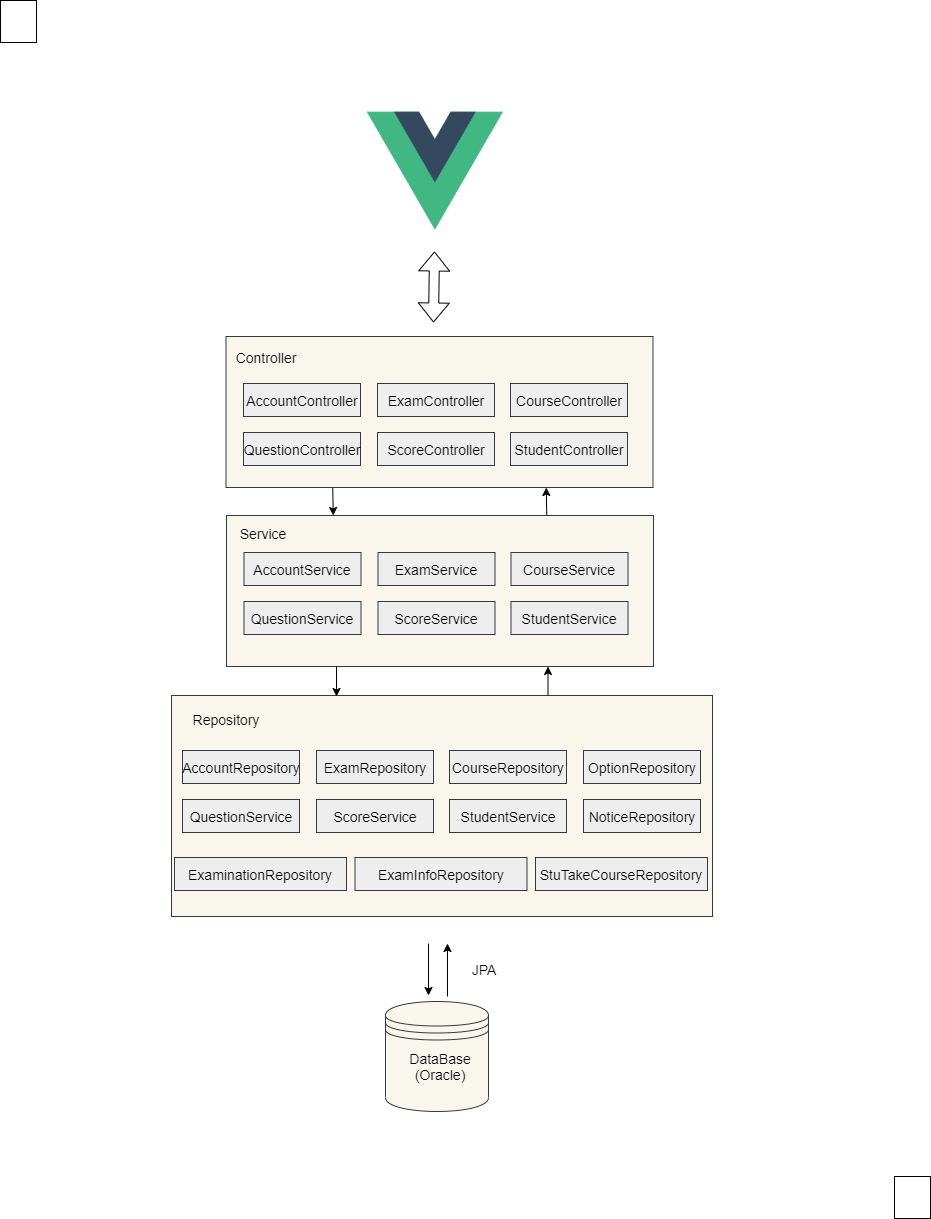 Controller
AccountController
ExamController
CourseController
QuestionController
ScoreController
StudentController
Service
AccountService
ExamService
CourseService
QuestionService
ScoreService
StudentService
Repository
AccountRepository
ExamRepository
CourseRepository
OptionRepository
QuestionService
ScoreService
StudentService
NoticeRepository
ExaminationRepository
ExamInfoRepository
StuTakeCourseRepository
JPA
DataBase
(Oracle)